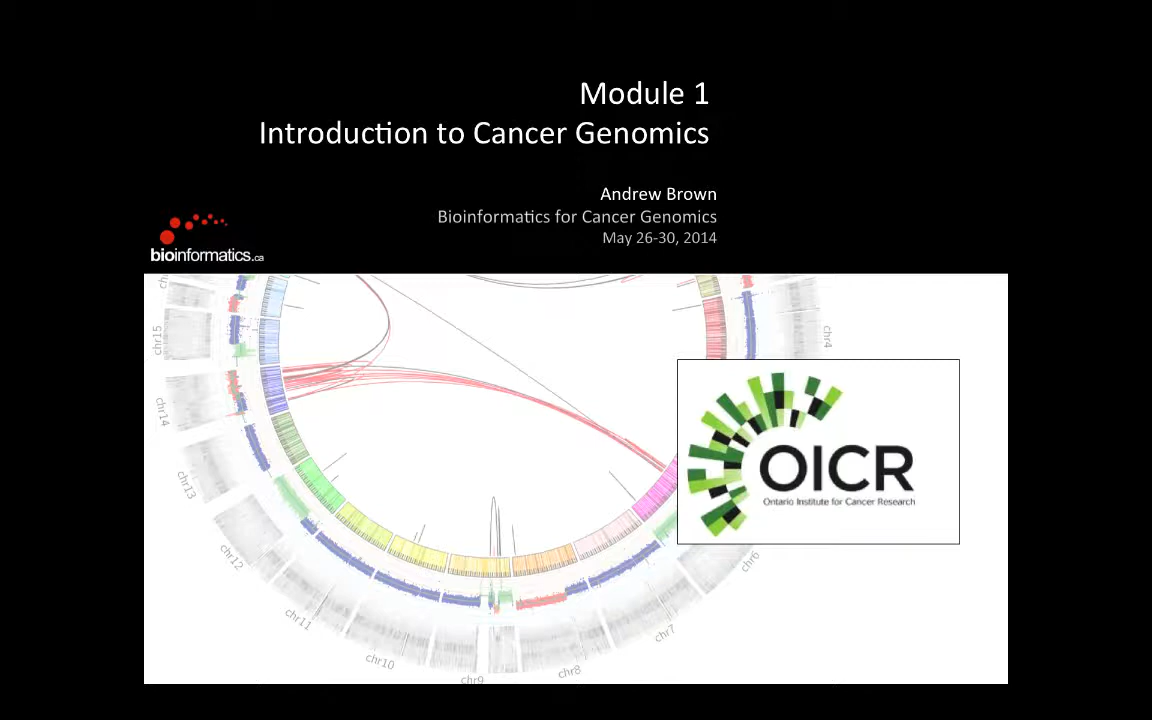 Module 1
Introduction to Cancer Genomics
Andrew Brown
Bioinformatics for Cancer Genomics
May 26-30, 2014
bioinformatics.ca
chr15
chr4
chr14
OICR
Ontario Institute for Cancer Research
chr13
chr12
chr6
chr11
chr7
chr10
chr8
chr9